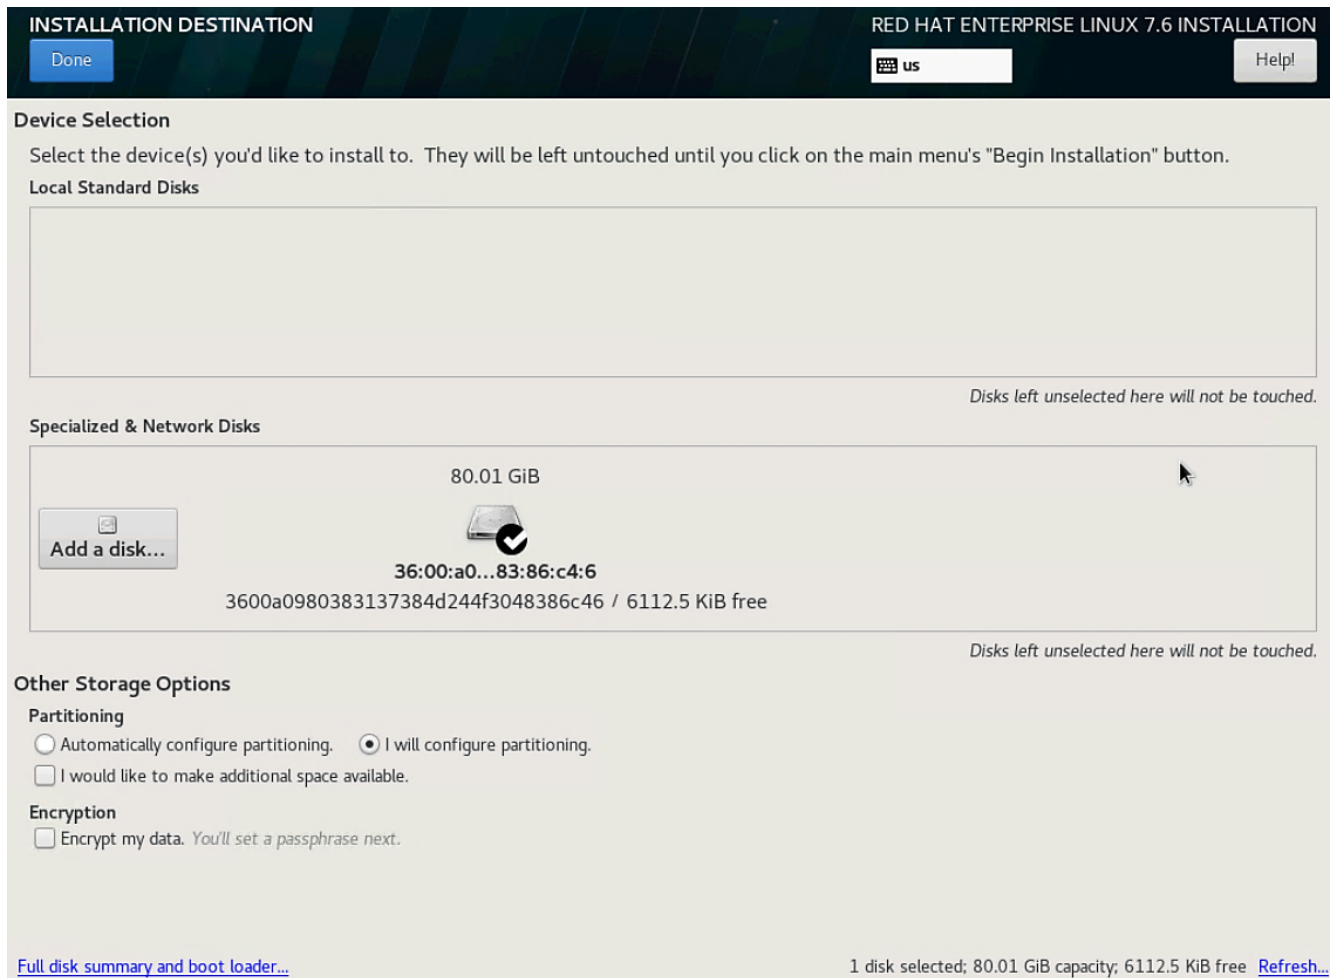 INSTALLATION DESTINATION
RED HAT ENTERPRISE LINUX 7.6 INSTALLATION
Done
us
Help!
Device Selection
Select the device(s) you'd like to install to. They will be left untouched until you click on the main menu's "Begin Installation" button.
Local Standard Disks
Disks left unselected here will not be touched.
Specialized & Network Disks
80.01 GiB
Add a disk...
36:00:a0...83:86:c4:6
3600a0980383137384d244f3048386c46 / 6112.5 KiB free
Disks left unselected here will not be touched.
Other Storage Options
Partitioning
Automatically configure partitioning. I will configure partitioning.
I would like to make additional space available.
Encryption
Encrypt my data. You'll set a passphrase next.
Full disk summary and boot loader...
1 disk selected; 80.01 GiB capacity; 6112.5 KiB free Refresh...